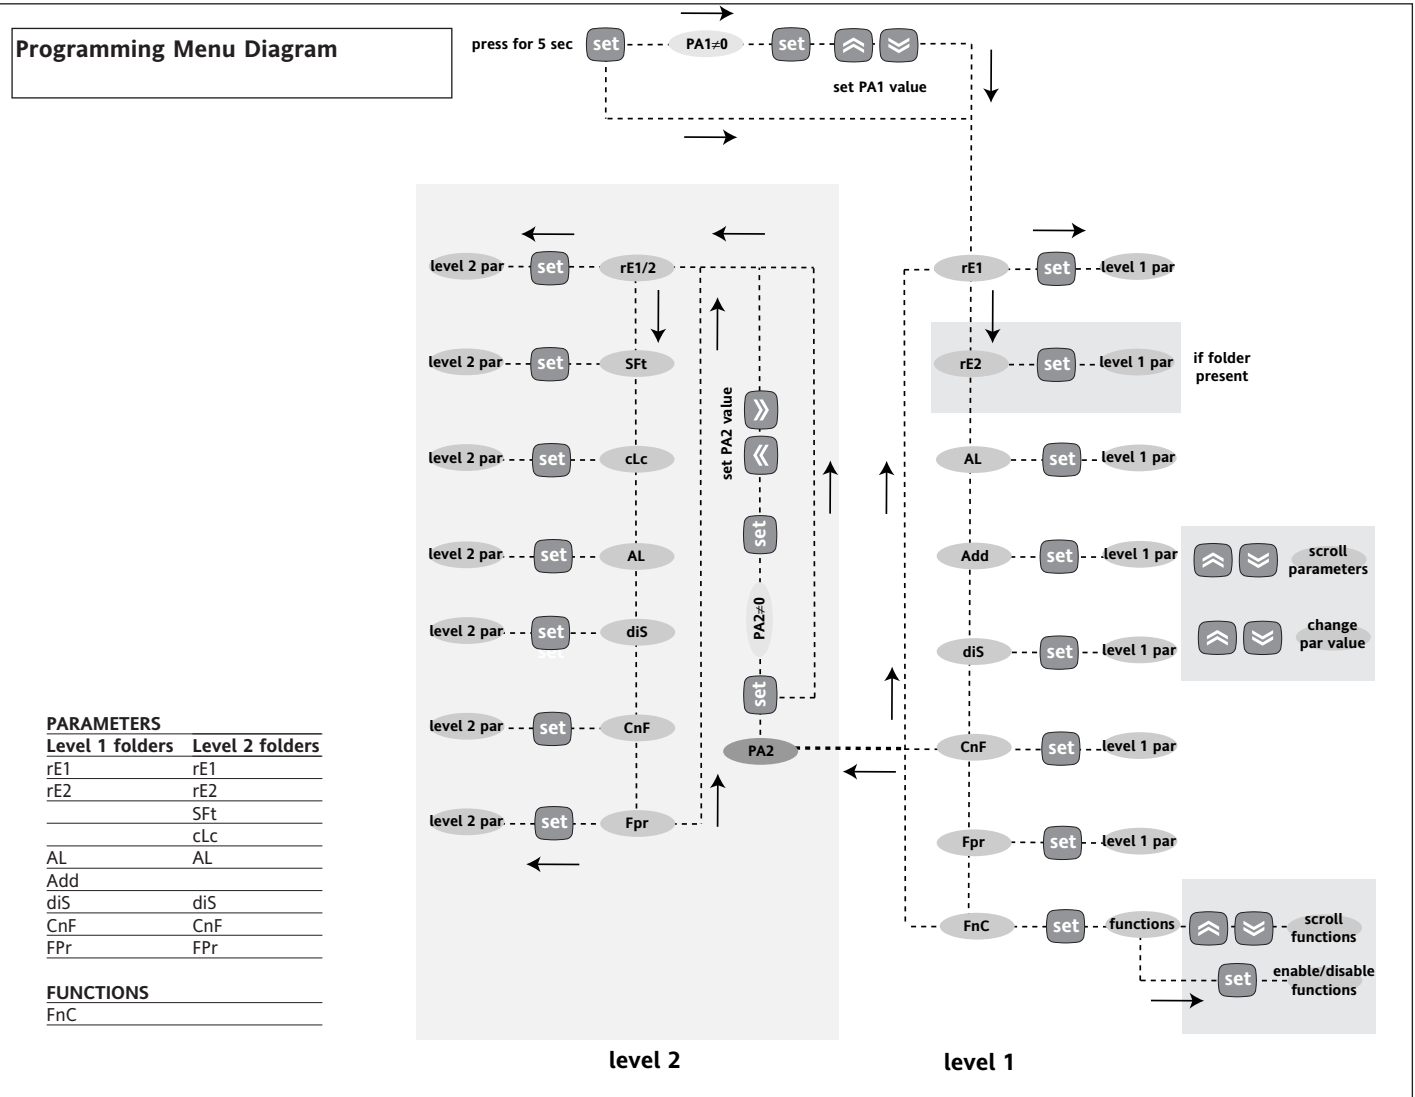 Programming Menu Diagram
press for 5 sec
set
PA1≠0
set
set PA1 value
level 2 par
set
rE1/2
level 2 par
set
SFt
level 2 par
set
cLc
level 2 par
set
AL
level 2 par
set
diS
set
level 2 par
set
CnF
level 2 par
set
Fpr
set PA2 value
set
PA2≠0
set
PA2
rE1
set
level 1 par
rE2
set
level 1 par
if folder
present
AL
set
level 1 par
Add
set
level 1 par
scroll
parameters
diS
set
level 1 par
change
par value
CnF
set
level 1 par
Fpr
set
level 1 par
FnC
set
functions
scroll
functions
set
enable/disable
functions
PARAMETERS
Level 1 folders Level 2 folders
rE1 rE1
rE2 rE2
SFt
cLc
AL AL
Add
diS diS
CnF CnF
FPr FPr
FUNCTIONS
FnC
level 2
level 1